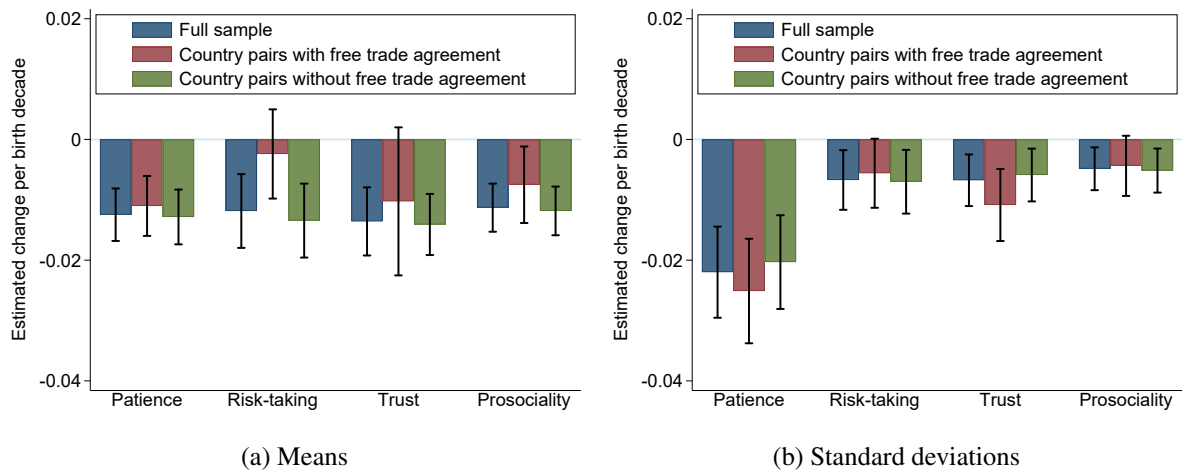 Estimated change per birth decade
0.02
0
-0.02
-0.04
Full sample
Country pairs with free trade agreement
Country pairs without free trade agreement
Patience Risk-taking Trust Prosociality
(a) Means
Estimated change per birth decade
0.02
0
-0.02
-0.04
Full sample
Country pairs with free trade agreement
Country pairs without free trade agreement
Patience Risk-taking Trust Prosociality
(b) Standard deviations